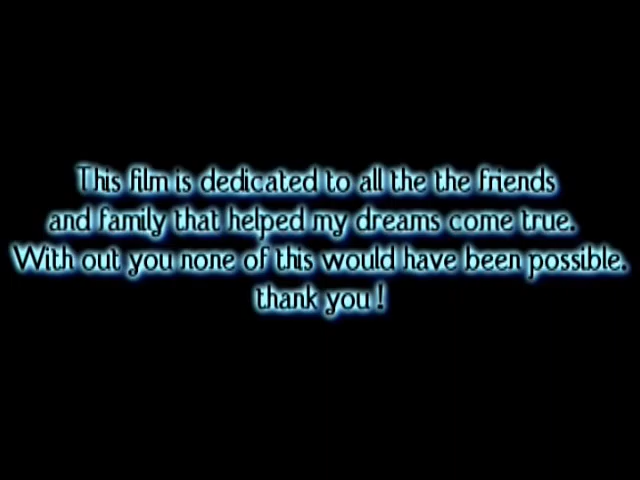 This film is dedicated to all the the friends
and family that helped my dreams come true.
With out you none of this would have been possible.
thank you !